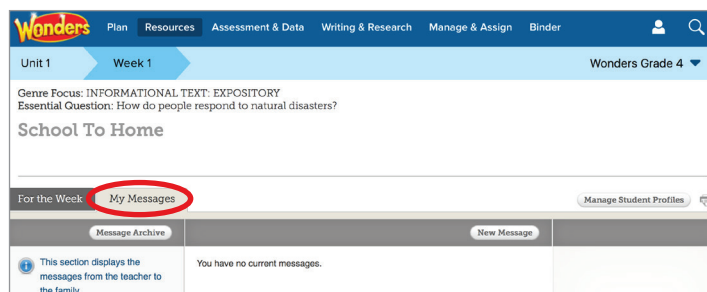 Wonders Plan Resources Assessment & Data Writing & Research Manage & Assign Binder
Unit 1 Week 1 Wonders Grade 4
Genre Focus: INFORMATIONAL TEXT: EXPOSITORY
Essential Question: How do people respond to natural disasters?
School To Home
For the Week My Messages Manage Student Profiles
Message Archive New Message
This section displays the You have no current messages.
messages from the teacher to
the family